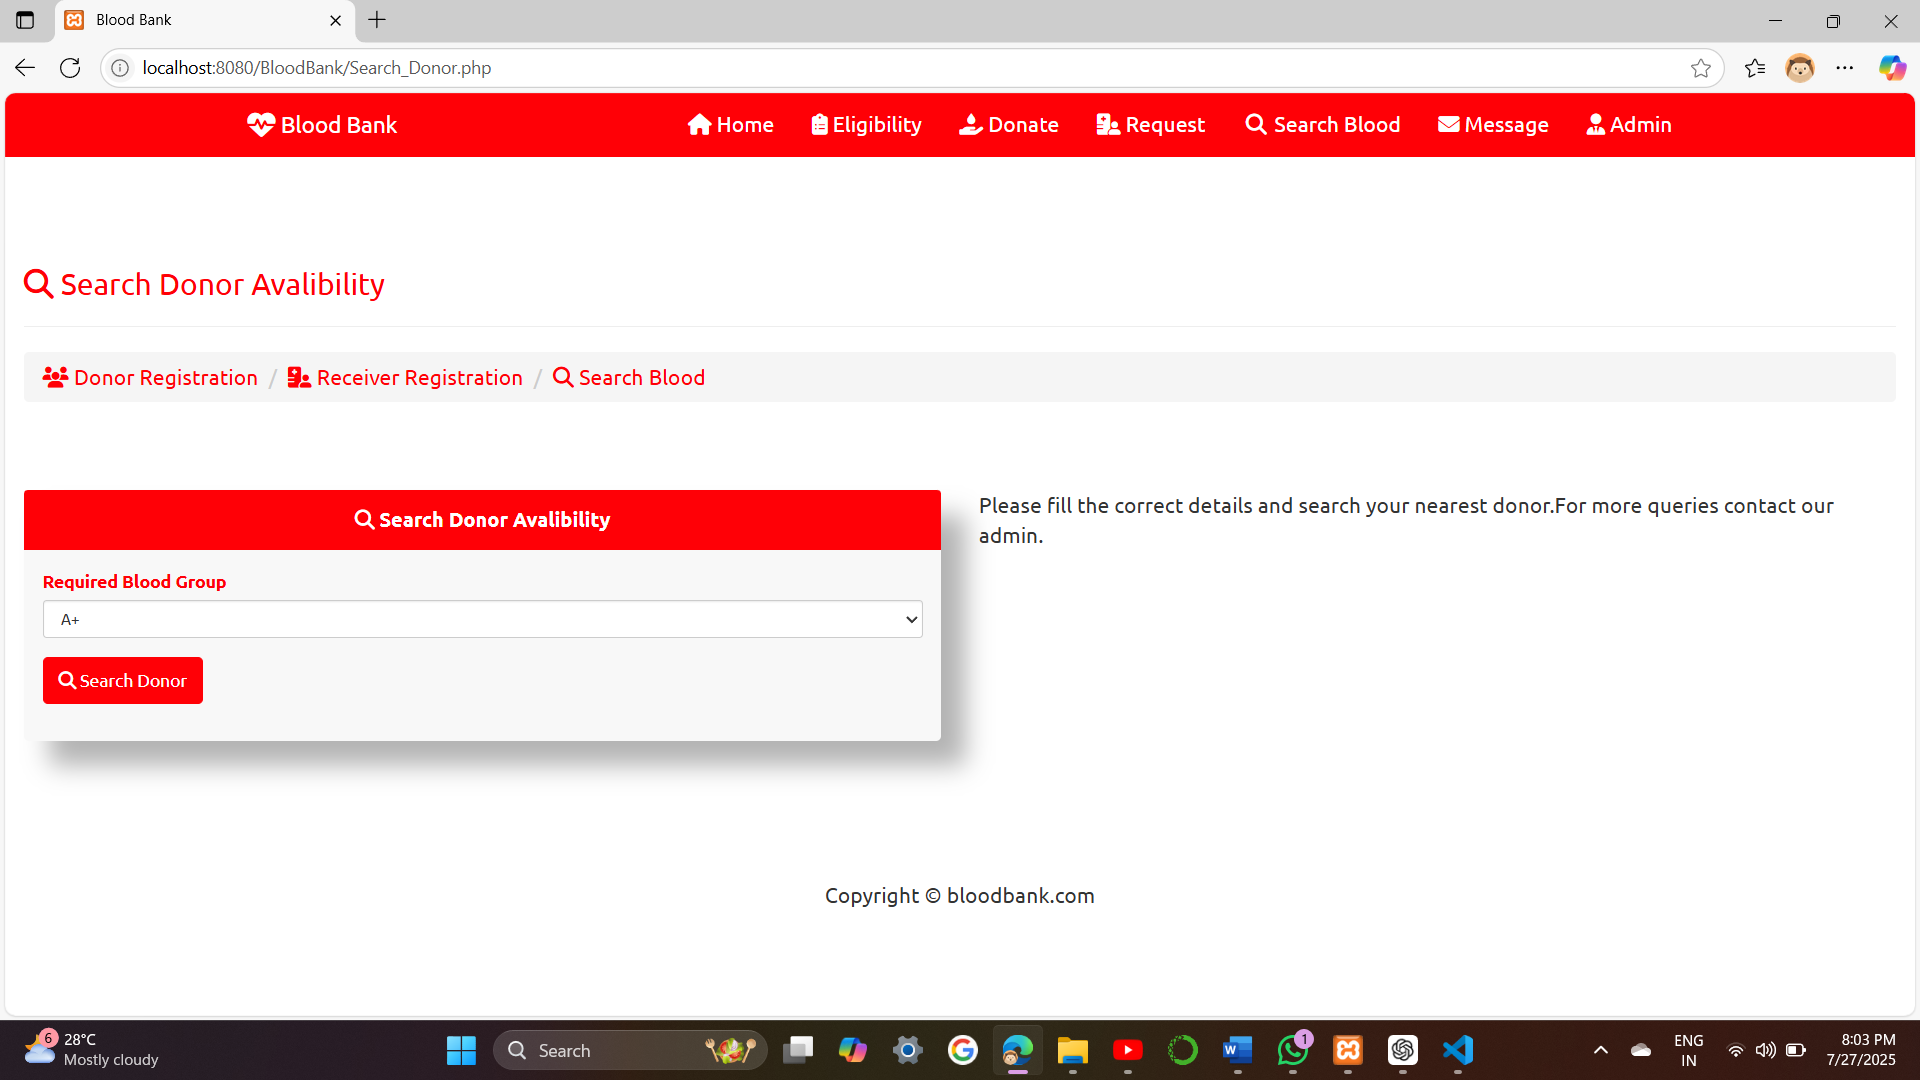 Blood Bank
localhost:8080/BloodBank/Search_Donor.php
Blood Bank
Home
Eligibility
Donate
Request
Search Blood
Message
Admin
Search Donor Avalibility
Donor Registration / Receiver Registration / Search Blood
Search Donor Avalibility
Required Blood Group
A+
Search Donor
Please fill the correct details and search your nearest donor.For more queries contact our
admin.
Copyright © bloodbank.com
6
28°C
Mostly cloudy
Search
W
1
ENG
IN
8:03 PM
7/27/2025